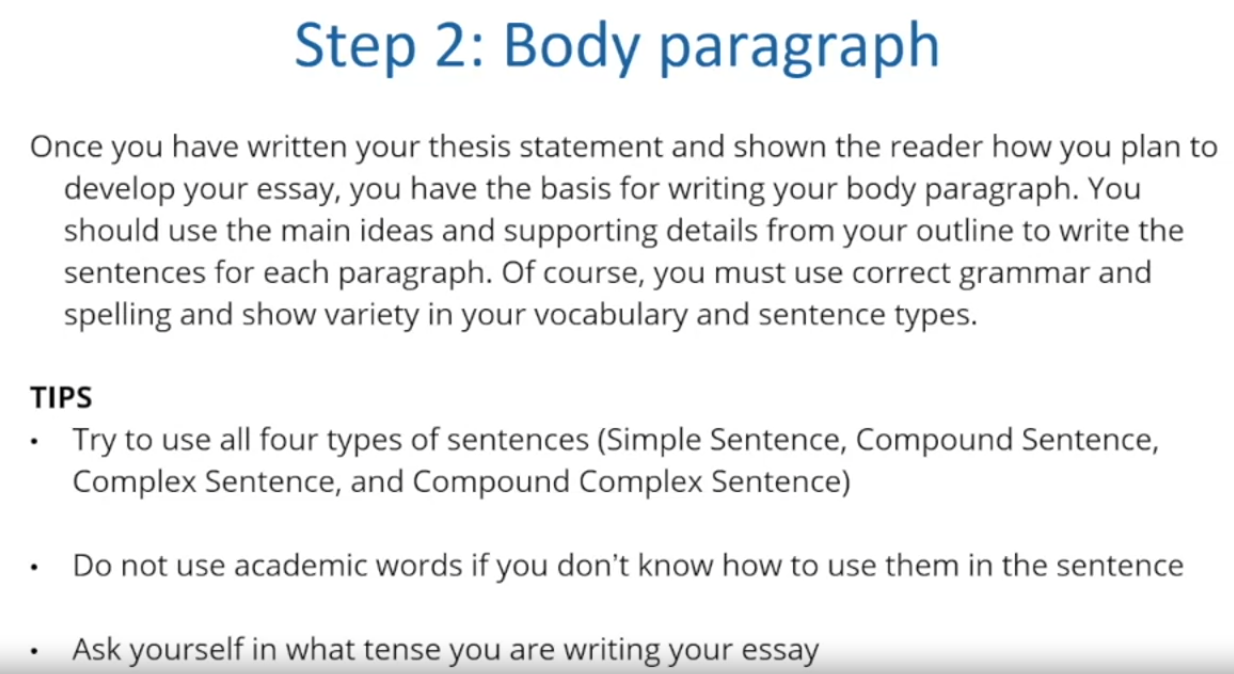 Step 2: Body paragraph
Once you have written your thesis statement and shown the reader how you plan to
develop your essay, you have the basis for writing your body paragraph. You
should use the main ideas and supporting details from your outline to write the
sentences for each paragraph. Of course, you must use correct grammar and
spelling and show variety in your vocabulary and sentence types.
TIPS
• Try to use all four types of sentences (Simple Sentence, Compound Sentence,
Complex Sentence, and Compound Complex Sentence)
• Do not use academic words if you don’t know how to use them in the sentence
• Ask yourself in what tense you are writing your essay